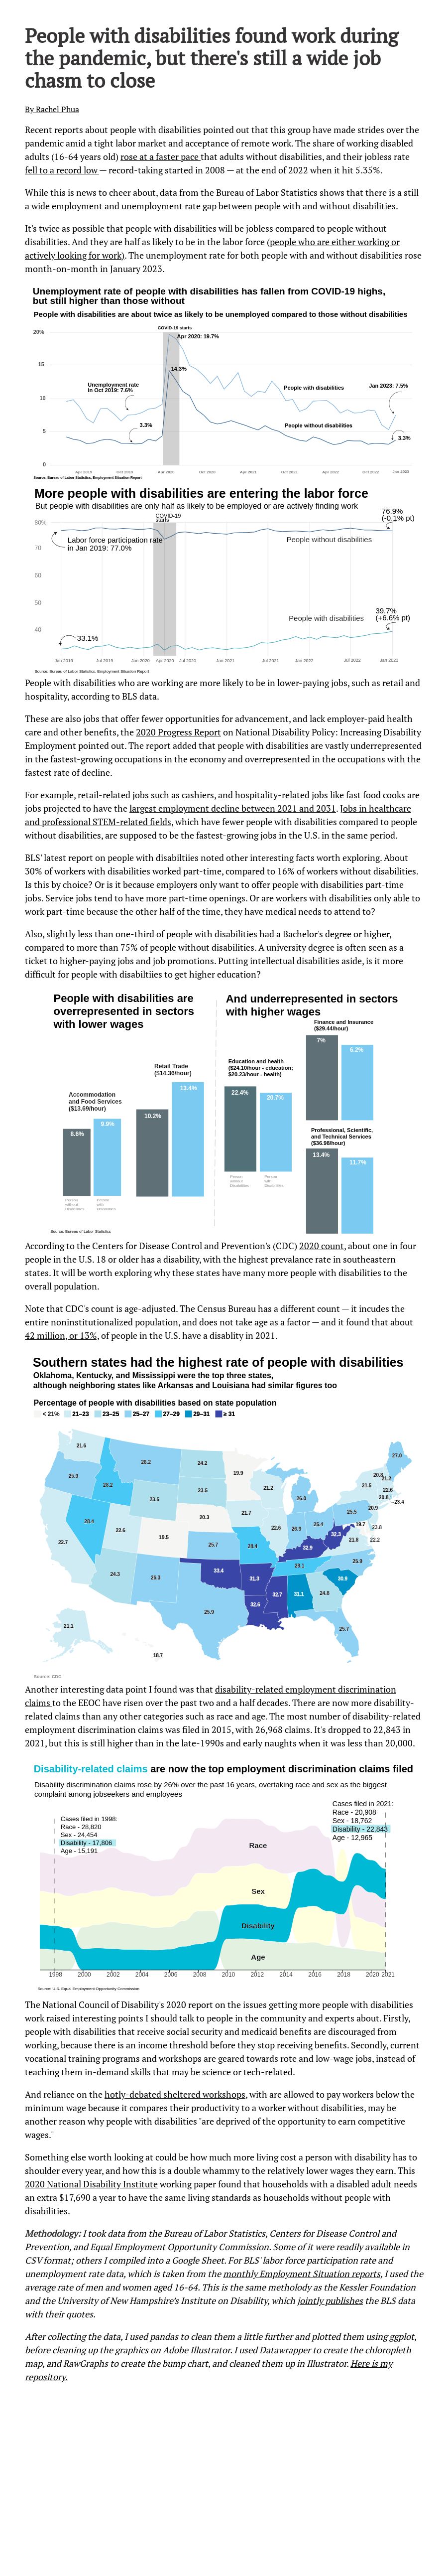 People with disabilities found work during
the pandemic, but there's still a wide job
chasm to close
By Rachel Phua
Recent reports about people with disabilities pointed out that this group have made strides over the
pandemic amid a tight labor market and acceptance of remote work. The share of working disabled
adults (16-64 years old) rose at a faster pace that adults without disabilities, and their jobless rate
fell to a record low — record-taking started in 2008 — at the end of 2022 when it hit 5.35%.
While this is news to cheer about, data from the Bureau of Labor Statistics shows that there is a still
a wide employment and unemployment rate gap between people with and without disabilities.
It's twice as possible that people with disabilities will be jobless compared to people without
disabilities. And they are half as likely to be in the labor force (people who are either working or
actively looking for work). The unemployment rate for both people with and without disabilities rose
month-on-month in January 2023.
Unemployment rate of people with disabilities has fallen from COVID-19 highs,
but still higher than those without
People with disabilities are about twice as likely to be unemployed compared to those without disabilities
COVID-19 starts
20%
Apr 2020: 19.7%
15
14.3%
Unemployment rate
in Oct 2019: 7.6%
People with disabilities
Jan 2023: 7.5%
10
3.3%
People without disabilities
5
3.3%
0
Apr 2019
Oct 2019
Apr 2020
Oct 2020
Apr 2021
Oct 2021
Apr 2022
Oct 2022
Jan 2023
Source: Bureau of Labor Statistics, Employment Situation Report
More people with disabilities are entering the labor force
But people with disabilities are only half as likely to be employed or are actively finding work
COVID-19
starts
76.9%
(-0.1% pt)
80%
Labor force participation rate
in Jan 2019: 77.0%
People without disabilities
70
60
50
39.7%
(+6.6% pt)
People with disabilities
40
33.1%
Jan 2019
Jul 2019
Jan 2020
Apr 2020
Jul 2020
Jan 2021
Jul 2021
Jan 2022
Jul 2022
Jan 2023
Source: Bureau of Labor Statistics, Employment Situation Report
People with disabilities who are working are more likely to be in lower-paying jobs, such as retail and
hospitality, according to BLS data.
These are also jobs that offer fewer opportunities for advancement, and lack employer-paid health
care and other benefits, the 2020 Progress Report on National Disability Policy: Increasing Disability
Employment pointed out. The report added that people with disabilities are vastly underrepresented
in the fastest-growing occupations in the economy and overrepresented in the occupations with the
fastest rate of decline.
For example, retail-related jobs such as cashiers, and hospitality-related jobs like fast food cooks are
jobs projected to have the largest employment decline between 2021 and 2031. Jobs in healthcare
and professional STEM-related fields, which have fewer people with disabilities compared to people
without disabilities, are supposed to be the fastest-growing jobs in the U.S. in the same period.
BLS' latest report on people with disabiltiies noted other interesting facts worth exploring. About
30% of workers with disabilities worked part-time, compared to 16% of workers without disabilities.
Is this by choice? Or is it because employers only want to offer people with disabilities part-time
jobs. Service jobs tend to have more part-time openings. Or are workers with disabilities only able to
work part-time because the other half of the time, they have medical needs to attend to?
Also, slightly less than one-third of people with disabilities had a Bachelor's degree or higher,
compared to more than 75% of people without disabilities. A university degree is often seen as a
ticket to higher-paying jobs and job promotions. Putting intellectual disabilities aside, is it more
difficult for people with disabiltiies to get higher education?
People with disabilities are
overrepresented in sectors
with lower wages
And underrepresented in sectors
with higher wages
Finance and Insurance
($29.44/hour)
7%
6.2%
Retail Trade
($14.36/hour)
Education and health
($24.10/hour - education;
$20.23/hour - health)
13.4%
22.4%
20.7%
Accommodation
and Food Services
($13.69/hour)
10.2%
8.6%
9.9%
Professional, Scientific,
and Technical Services
($36.98/hour)
13.4%
11.7%
Person
without
Disabilities
Person
with
Disabilities
Person
without
Disabilities
Person
with
Disabilities
Source: Bureau of Labor Statistics
According to the Centers for Disease Control and Prevention's (CDC) 2020 count, about one in four
people in the U.S. 18 or older has a disability, with the highest prevalence rate in southeastern
states. It will be worth exploring why these states have many more people with disabilities to the
overall population.
Note that CDC's count is age-adjusted. The Census Bureau has a different count — it incudes the
entire noninstitutionalized population, and does not take age as a factor — and it found that about
42 million, or 13%, of people in the U.S. have a disablity in 2021.
Southern states had the highest rate of people with disabilities
Oklahoma, Kentucky, and Mississippi were the top three states,
although neighboring states like Arkansas and Louisiana had similar figures too
Percentage of people with disabilities based on state population
< 21% 21–23 23–25 25–27 27–29 29–31 ≥ 31
21.6
26.2
24.2
19.9
27.0
25.9
28.2
23.5
23.5
21.2
26.0
20.8
21.2
21.5
22.6
20.8
23.4
22.7
28.4
22.6
19.5
20.3
21.7
22.6
26.9
25.4
25.5
20.9
32.3
19.7
23.8
21.8
22.2
24.3
26.3
25.7
28.4
32.9
25.9
29.1
33.4
31.3
30.9
32.7
31.1
24.8
25.9
32.6
25.7
21.1
18.7
Source: CDC
Another interesting data point I found was that disability-related employment discrimination
claims to the EEOC have risen over the past two and a half decades. There are now more disability-
related claims than any other categories such as race and age. The most number of disability-related
employment discrimination claims was filed in 2015, with 26,968 claims. It's dropped to 22,843 in
2021, but this is still higher than in the late-1990s and early naughts when it was less than 20,000.
Disability-related claims are now the top employment discrimination claims filed
Disability discrimination claims rose by 26% over the past 16 years, overtaking race and sex as the biggest
complaint among jobseekers and employees
Cases filed in 1998:
Race - 28,820
Sex - 24,454
Disability - 17,806
Age - 15,191
Cases filed in 2021:
Race - 20,908
Sex - 18,762
Disability - 22,843
Age - 12,965
Race
Sex
Disability
Age
1998
2000
2002
2004
2006
2008
2010
2012
2014
2016
2018
2020
2021
Source: U.S. Equal Employment Opportunity Commission
The National Council of Disability's 2020 report on the issues getting more people with disabilities
work raised interesting points I should talk to people in the community and experts about. Firstly,
people with disabilities that receive social security and medicaid benefits are discouraged from
working, because there is an income threshold before they stop receiving benefits. Secondly, current
vocational training programs and workshops are geared towards rote and low-wage jobs, instead of
teaching them in-demand skills that may be science or tech-related.
And reliance on the hotly-debated sheltered workshops, with are allowed to pay workers below the
minimum wage because it compares their productivity to a worker without disabilities, may be
another reason why people with disabilities "are deprived of the opportunity to earn competitive
wages."
Something else worth looking at could be how much more living cost a person with disability has to
shoulder every year, and how this is a double whammy to the relatively lower wages they earn. This
2020 National Disability Institute working paper found that households with a disabled adult needs
an extra $17,690 a year to have the same living standards as households without people with
disabilities.
Methodology: I took data from the Bureau of Labor Statistics, Centers for Disease Control and
Prevention, and Equal Employment Opportunity Commission. Some of it were readily available in
CSV format; others I compiled into a Google Sheet. For BLS' labor force participation rate and
unemployment rate data, which is taken from the monthly Employment Situation reports, I used the
average rate of men and women aged 16-64. This is the same metholody as the Kessler Foundation
and the University of New Hampshire's Institute on Disability, which jointly publishes the BLS data
with their quotes.
After collecting the data, I used pandas to clean them a little further and plotted them using ggplot,
before cleaning up the graphics on Adobe Illustrator. I used Datawrapper to create the chloropleth
map, and RawGraphs to create the bump chart, and cleaned them up in Illustrator. Here is my
repository.